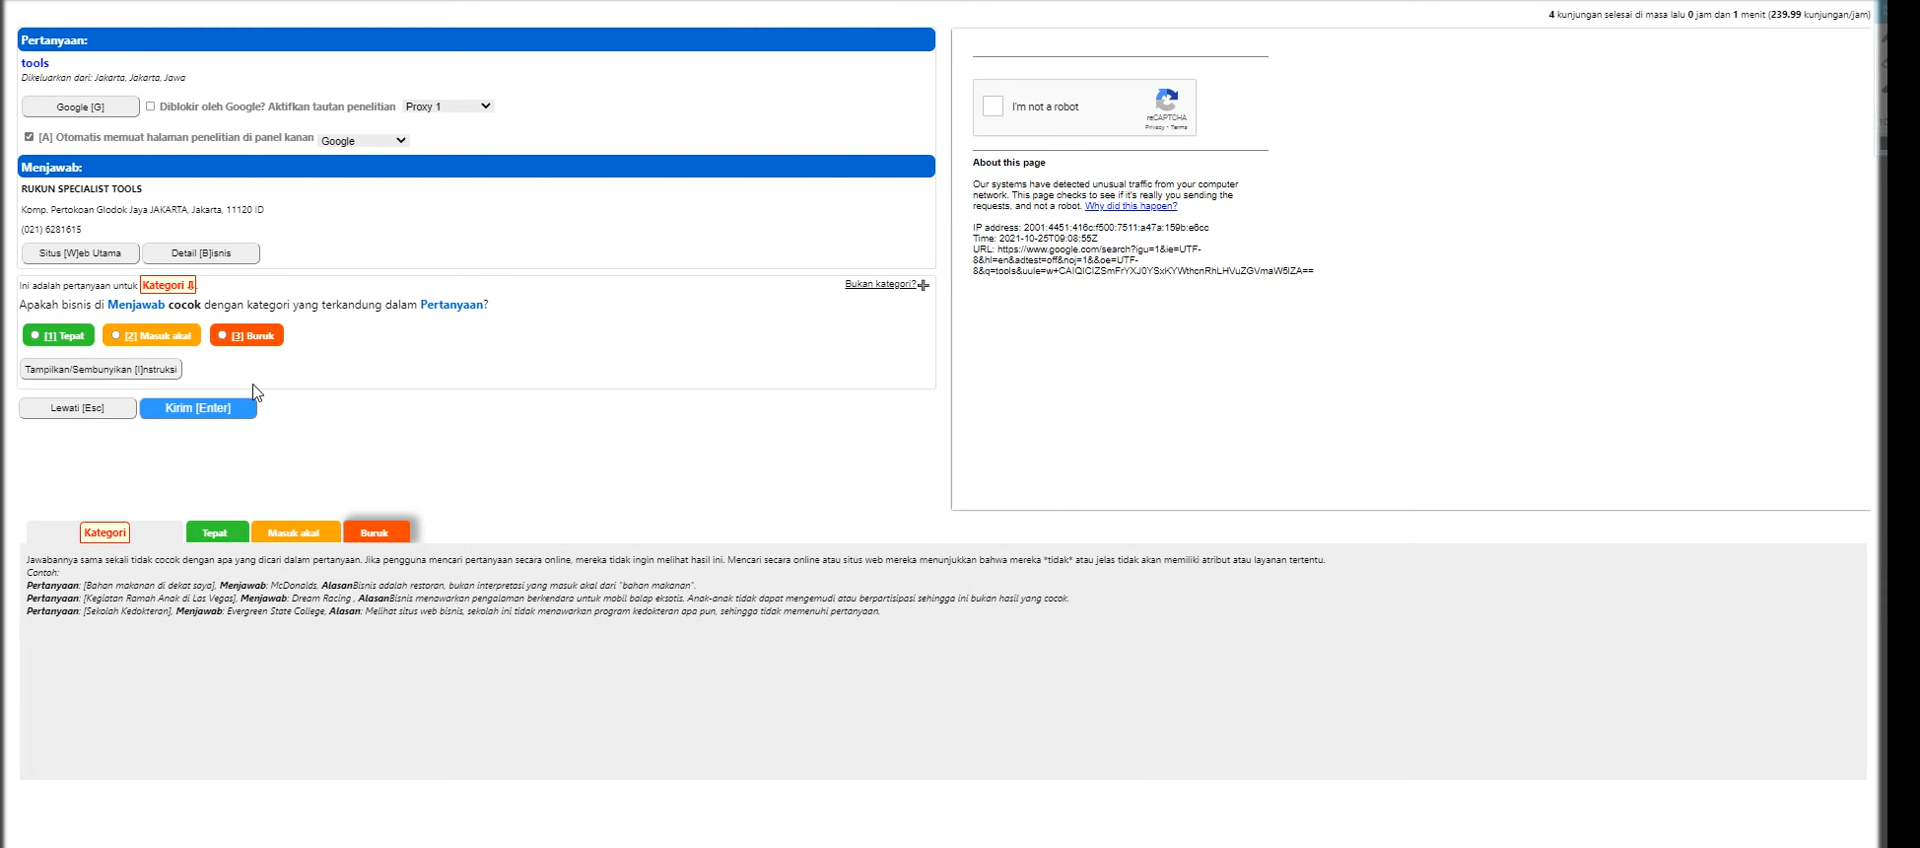 4 kunjungan selesai di masa lalu 0 jam dan 1 menit (239.99 kunjungan/jam)
Pertanyaan:
tools
Dikeluarkan dari: Jakarta, Jakarta, Jawa
Google [G]
Diblokir oleh Google? Aktifkan tautan penelitian
Proxy 1
[A] Otomatis memuat halaman penelitian di panel kanan
Google
Menjawab:
RUKUN SPECIALIST TOOLS
Komp. Pertokoan Glodok Jaya JAKARTA, Jakarta, 11120 ID
(021) 6281615
Situs [W]eb Utama
Detail [B]isnis
Ini adalah pertanyaan untuk Kategori
Bukan kategori?
Apakah bisnis di Menjawab cocok dengan kategori yang terkandung dalam Pertanyaan?
[1] Tepat
[2] Masuk akal
[3] Buruk
Tampilkan/Sembunyikan [I]nstruksi
Lewati [Esc]
Kirim [Enter]
I'm not a robot
reCAPTCHA
Privacy - Terms
About this page
Our systems have detected unusual traffic from your computer
network. This page checks to see if it's really you sending the
requests, and not a robot. Why did this happen?
IP address: 2001:4451:416c:f500:7511:a47a:159b:e6cc
Time: 2021-10-25T09:08:55Z
URL: https://www.google.com/search?igu=1&ie=UTF-
8&hl=en&adtest=off&noj=1&&oe=UTF-
Kategori
Tepat
Masuk akal
Buruk
Jawabannya sama sekali tidak cocok dengan apa yang dicari dalam pertanyaan. Jika pengguna mencari pertanyaan secara online, mereka tidak ingin melihat hasil ini. Mencari secara online atau situs web mereka menunjukkan bahwa mereka *tidak* atau jelas tidak akan memiliki atribut atau layanan tertentu.
Contoh:
Pertanyaan: [Bahan makanan di dekat saya], Menjawab: McDonalds, AlasanBisnis adalah restoran, bukan interpretasi yang masuk akal dari "bahan makanan".
Pertanyaan: [Kegiatan Ramah Anak di Las Vegas], Menjawab: Dream Racing , AlasanBisnis menawarkan pengalaman berkendara untuk mobil balap eksotis. Anak-anak tidak dapat mengemudi atau berpartisipasi sehingga ini bukan hasil yang cocok.
Pertanyaan: [Sekolah Kedokteran], Menjawab: Evergreen State College, Alasan: Melihat situs web bisnis, sekolah ini tidak menawarkan program kedokteran apa pun, sehingga tidak memenuhi pertanyaan.